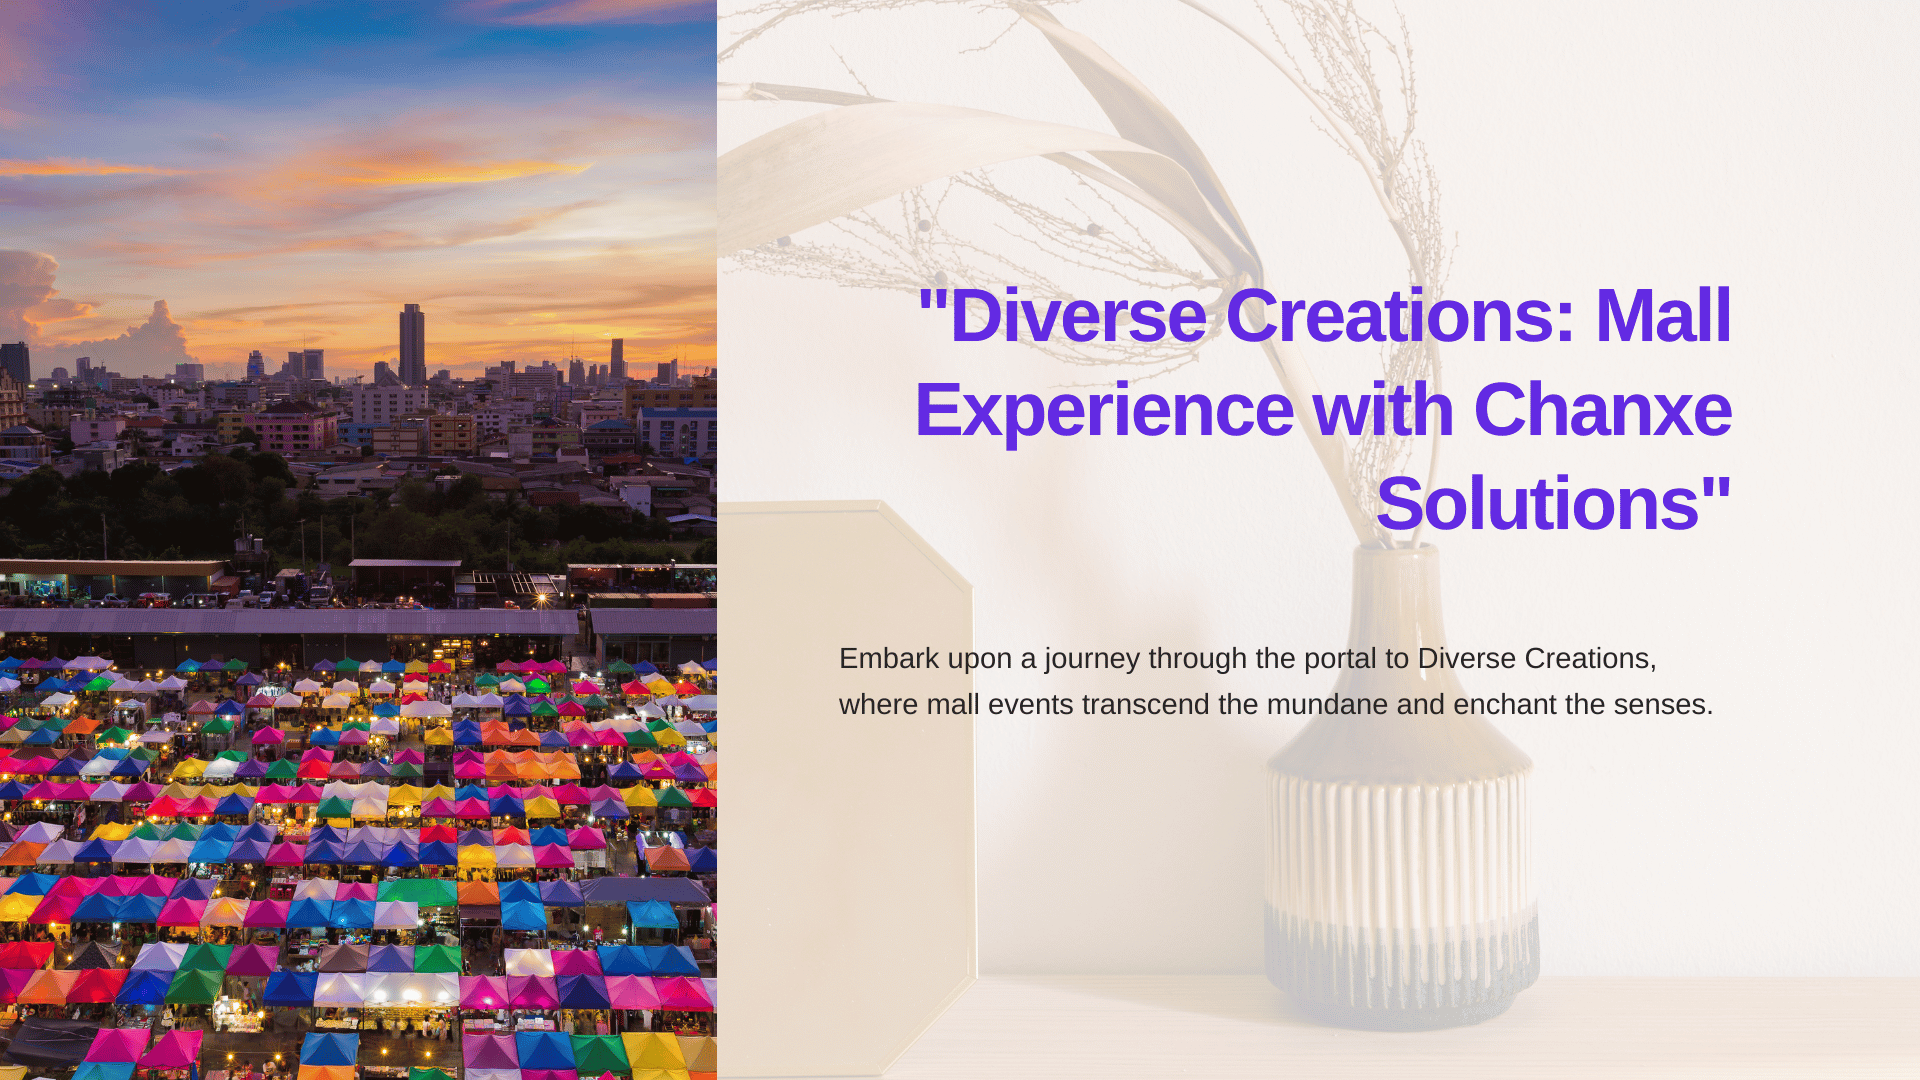 "Diverse Creations: Mall
Experience with Chanxe
Solutions"
Embark upon a journey through the portal to Diverse Creations,
where mall events transcend the mundane and enchant the senses.